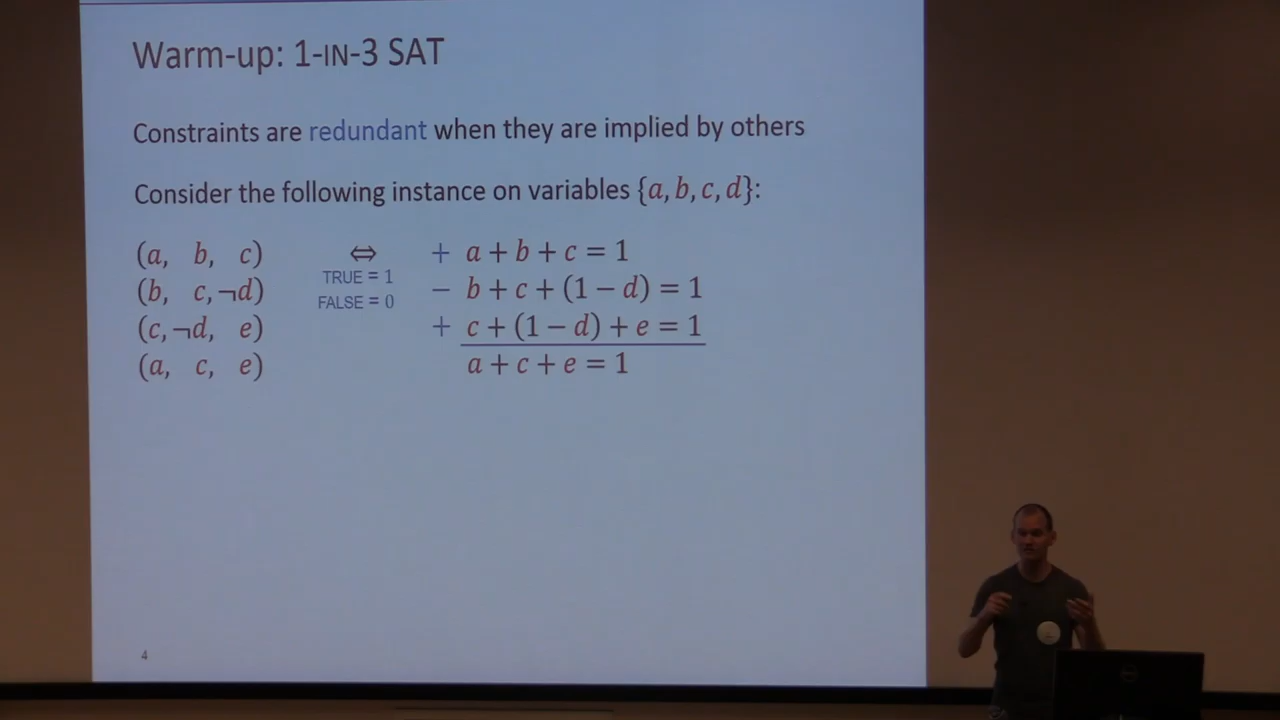 Warm-up: 1-IN-3 SAT
Constraints are redundant when they are implied by others
Consider the following instance on variables {a, b, c, d}:
(a, b, c) ⇔ + a + b + c = 1
(b, c, ¬d) TRUE = 1 FALSE = 0 − b + c + (1 − d) = 1
(c, ¬d, e) + c + (1 − d) + e = 1
(a, c, e) a + c + e = 1
4